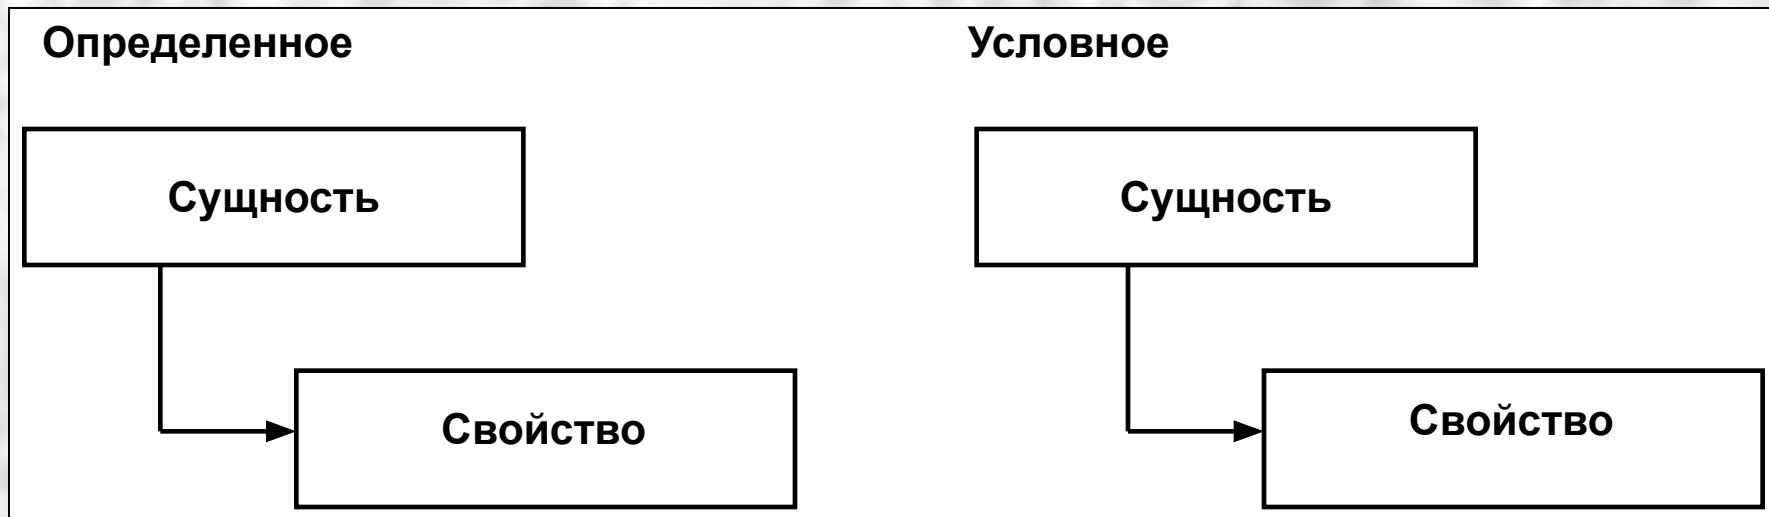 Определенное
Условное
Сущность
Сущность
Свойство
Свойство